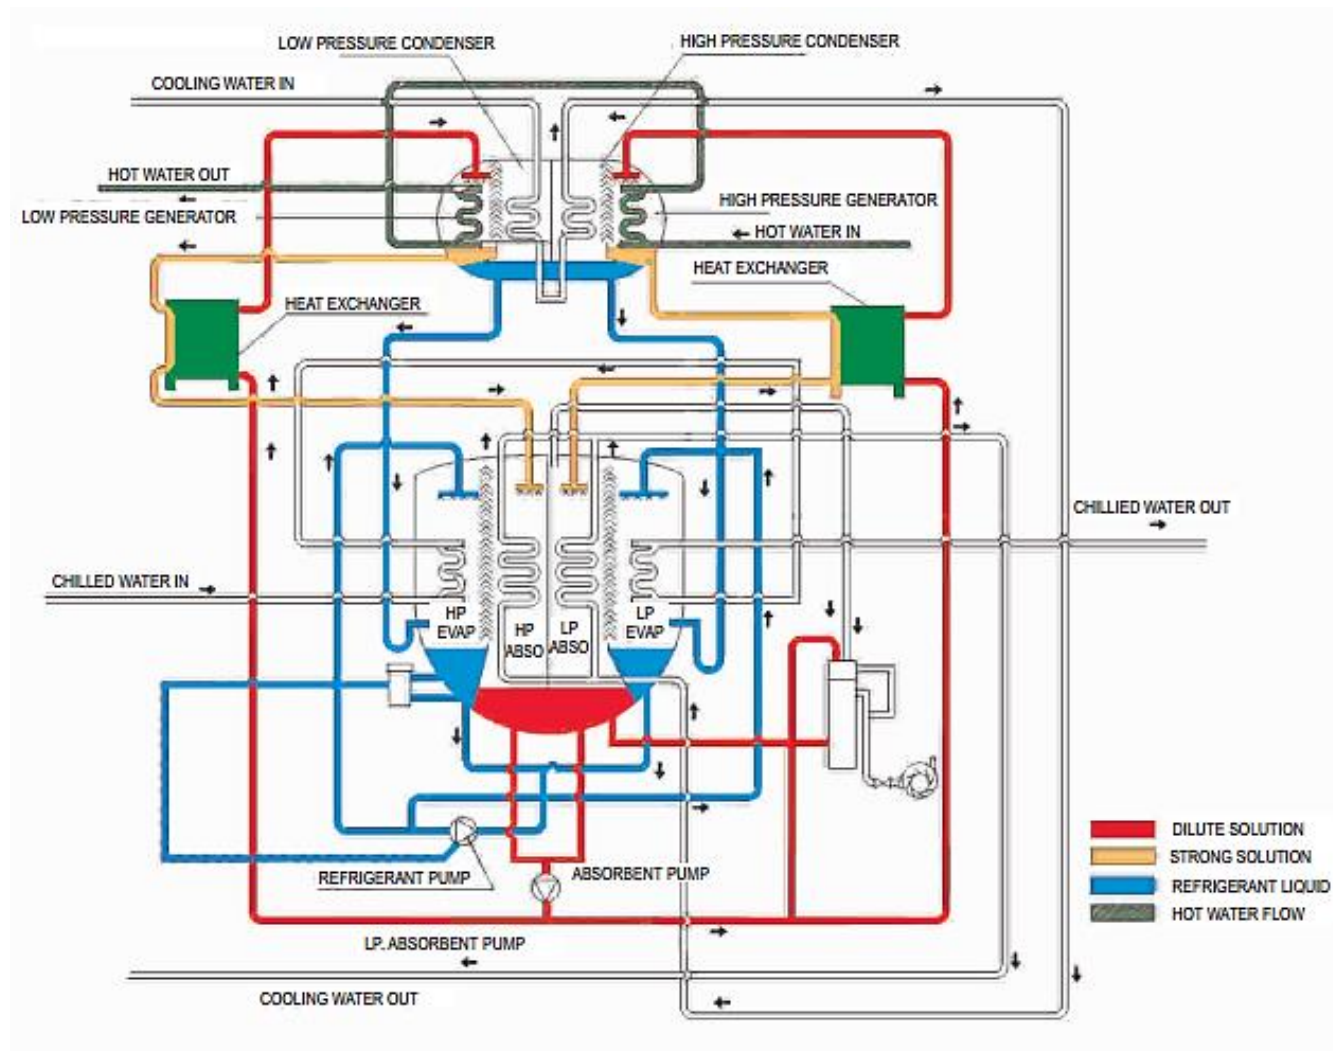 LOW PRESSURE CONDENSER
HIGH PRESSURE CONDENSER
COOLING WATER IN
HOT WATER OUT
LOW PRESSURE GENERATOR
HIGH PRESSURE GENERATOR
HOT WATER IN
HEAT EXCHANGER
HEAT EXCHANGER
CHILLIED WATER OUT
CHILLED WATER IN
HP
EVAP
HP
ABSO
LP
ABSO
LP
EVAP
DILUTE SOLUTION
STRONG SOLUTION
REFRIGERANT LIQUID
HOT WATER FLOW
REFRIGERANT PUMP
ABSORBENT PUMP
LP. ABSORBENT PUMP
COOLING WATER OUT